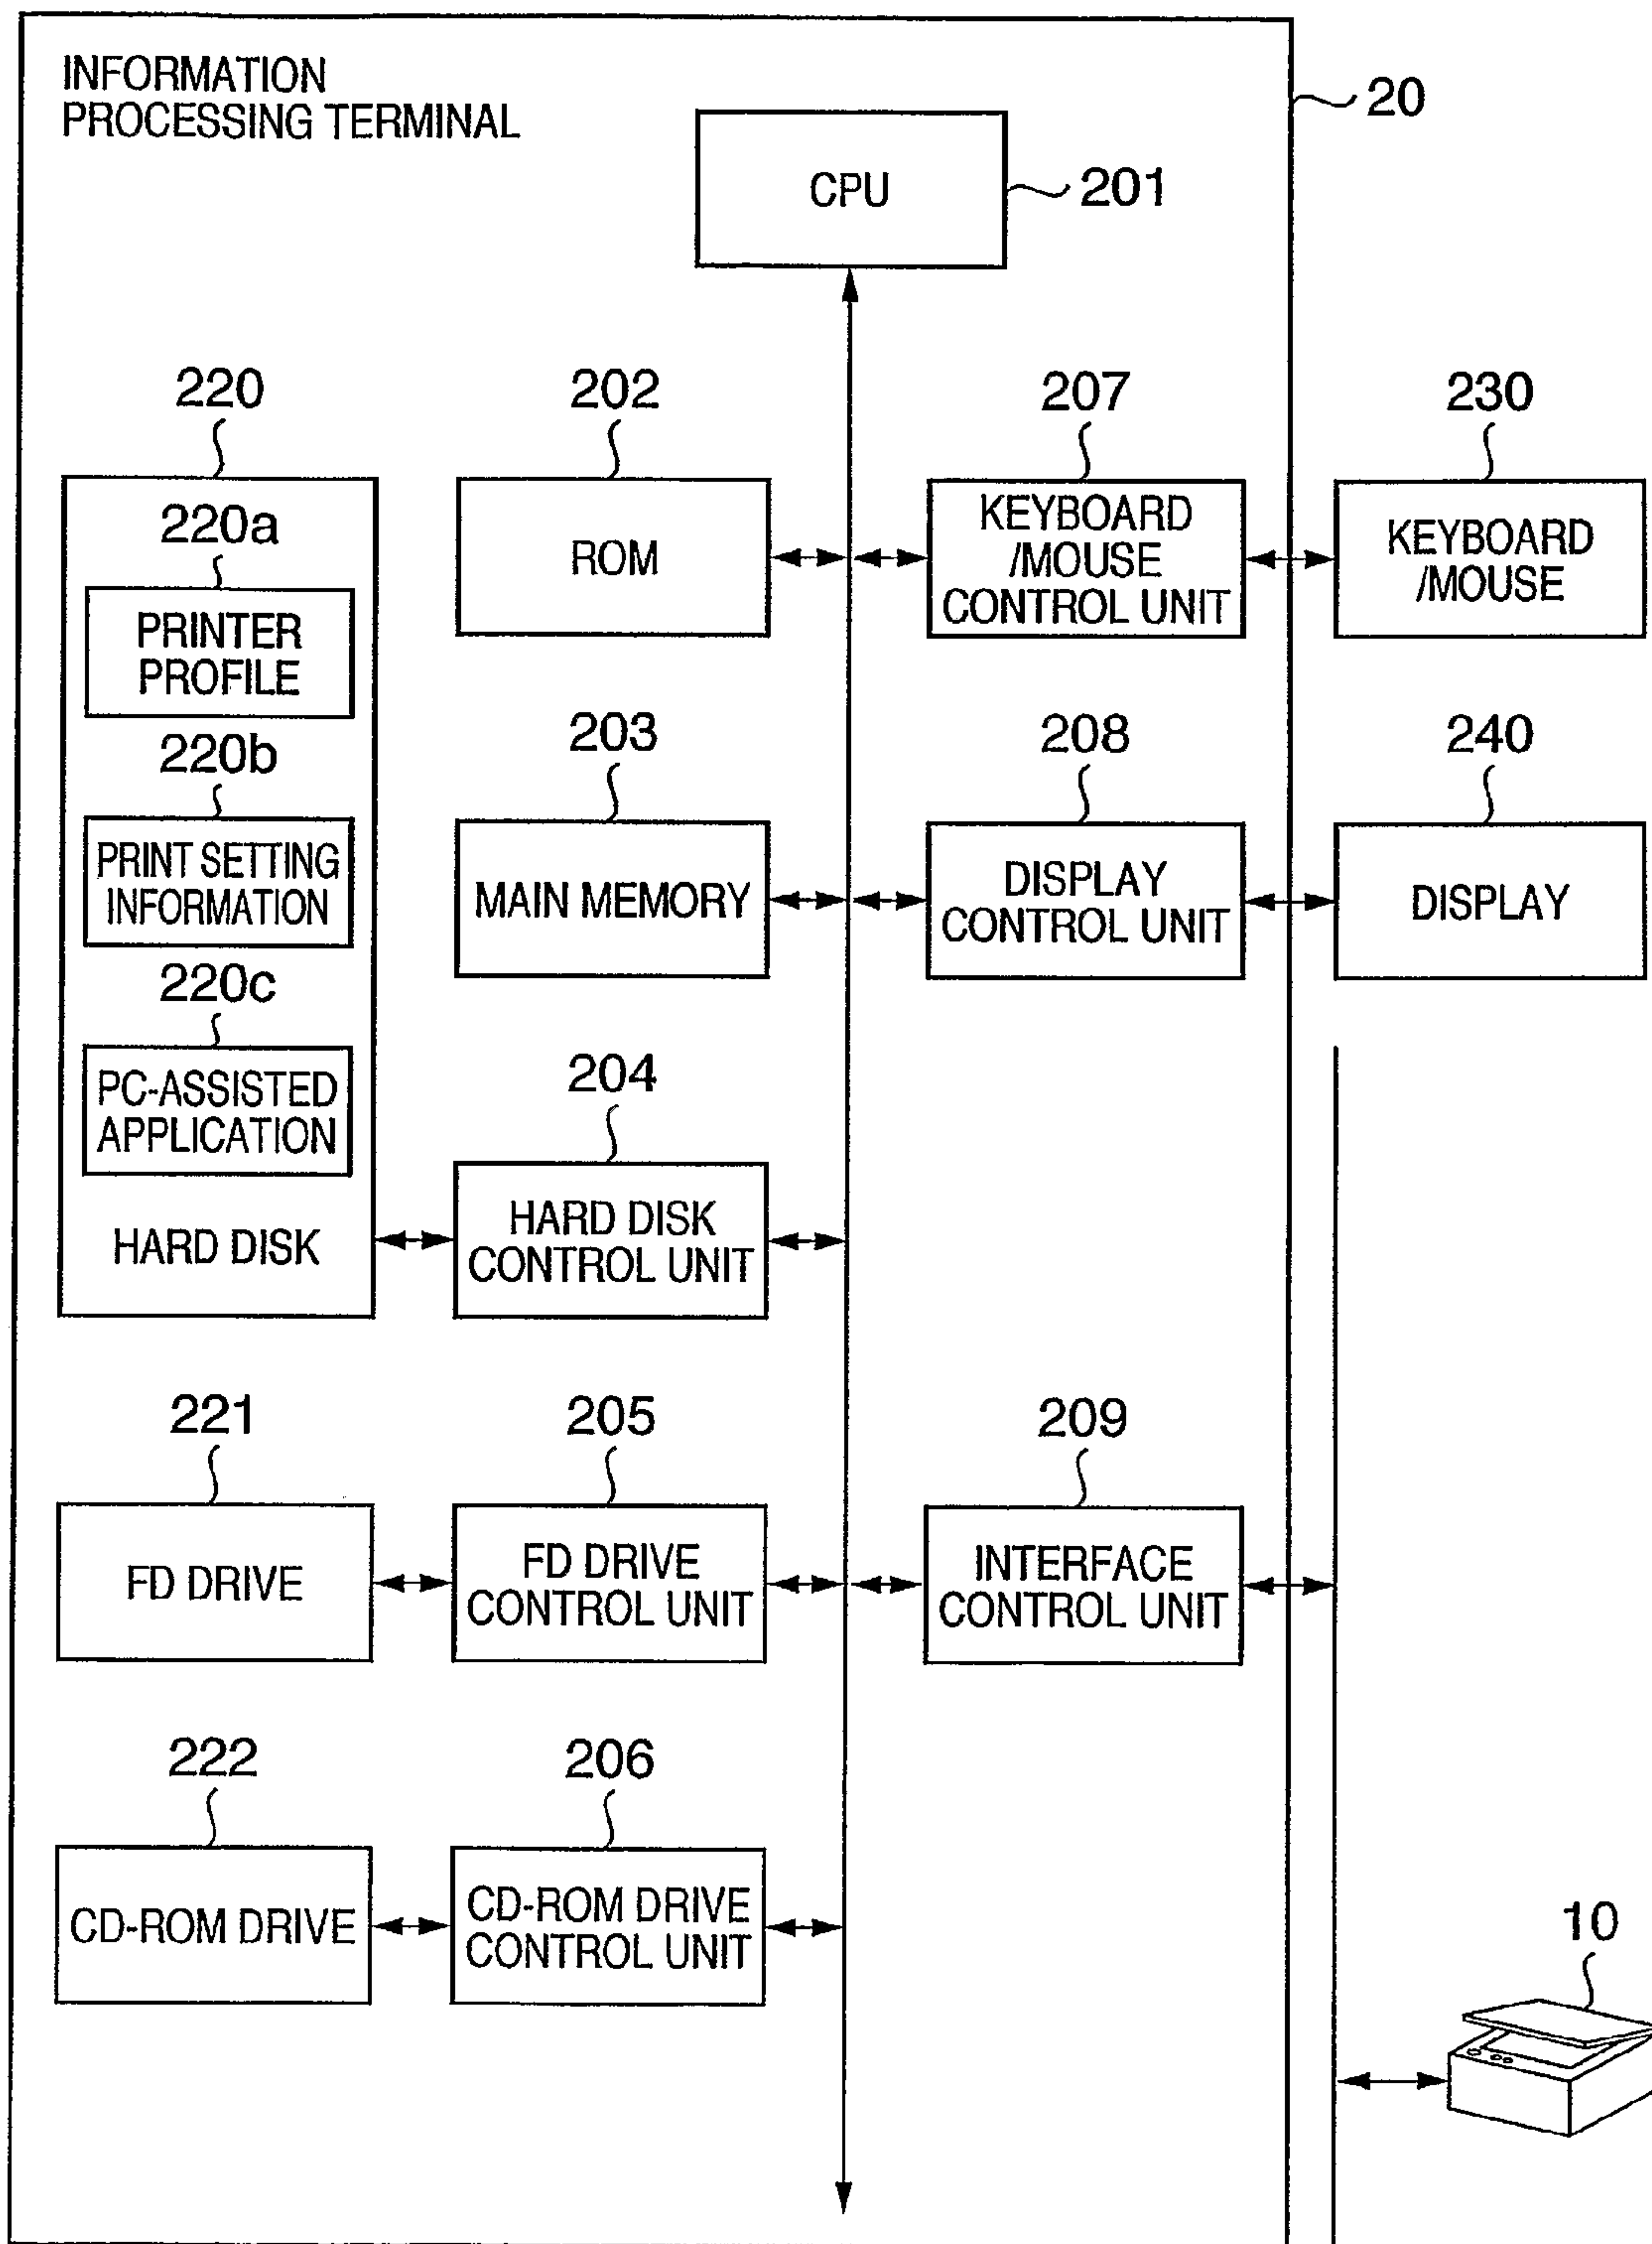 INFORMATION
PROCESSING TERMINAL
20
CPU
201
220
202
207
230
220a
PRINTER
PROFILE
ROM
KEYBOARD
/MOUSE
CONTROL UNIT
KEYBOARD
/MOUSE
220b
203
208
240
PRINT SETTING
INFORMATION
MAIN MEMORY
DISPLAY
CONTROL UNIT
DISPLAY
220c
204
PC-ASSISTED
APPLICATION
HARD DISK
HARD DISK
CONTROL UNIT
221
205
209
FD DRIVE
FD DRIVE
CONTROL UNIT
INTERFACE
CONTROL UNIT
222
206
CD-ROM DRIVE
CD-ROM DRIVE
CONTROL UNIT
10